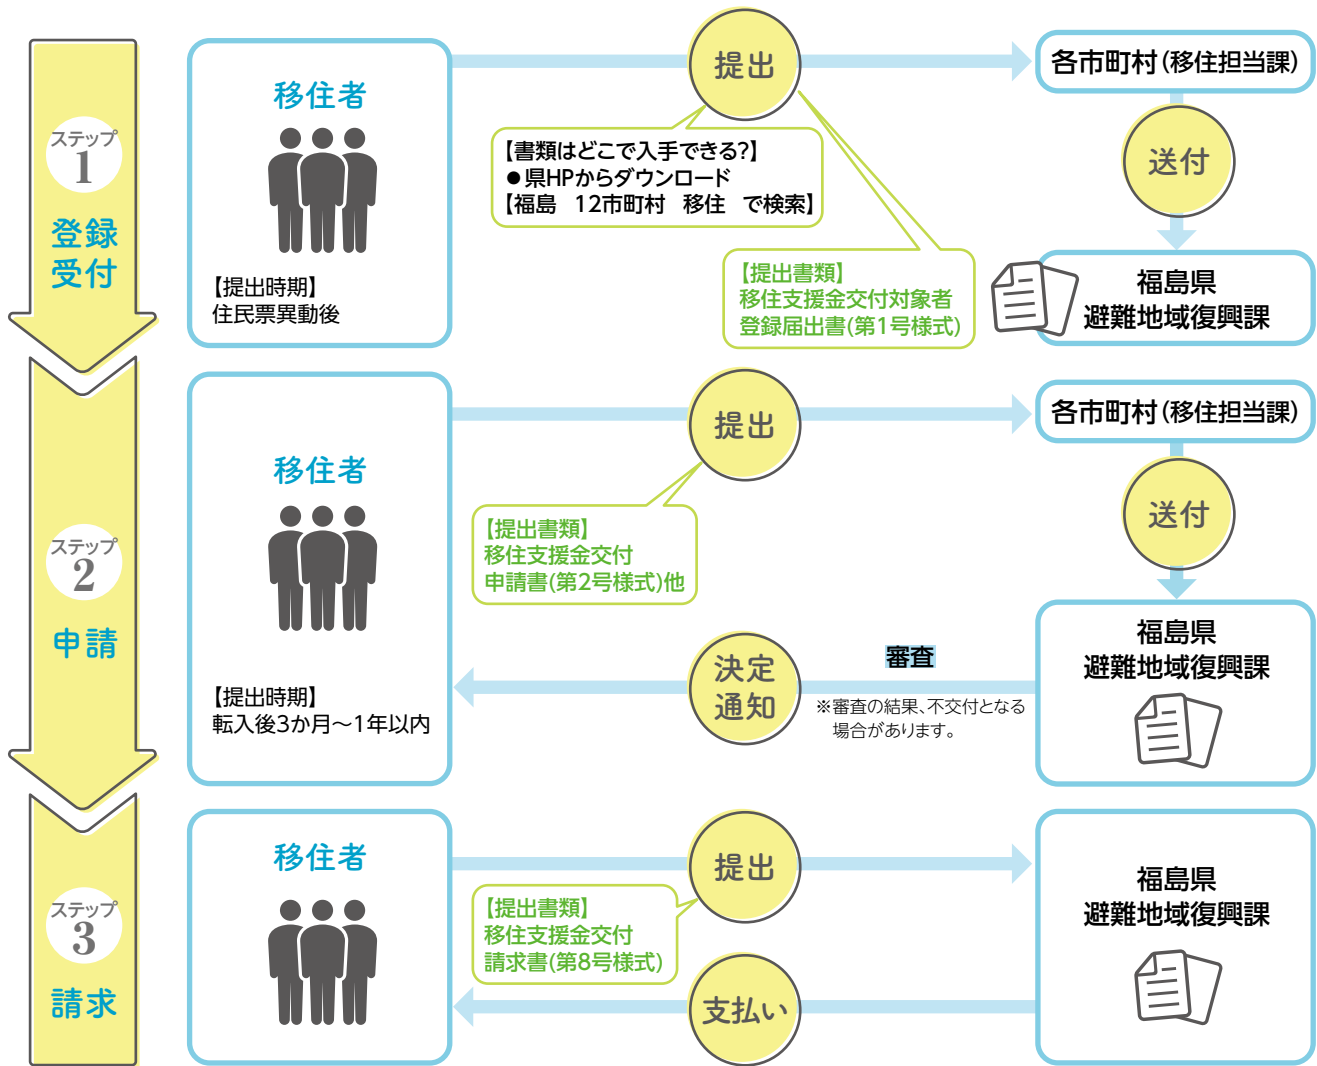 ステップ
1
登録
受付
移住者
【提出時期】
住民票異動後
提出
【書類はどこで入手できる?】
●県HPからダウンロード
【福島　12市町村　移住　で検索】
【提出書類】
移住支援金交付対象者
登録届出書(第1号様式)
各市町村(移住担当課)
送付
福島県
避難地域復興課
ステップ
2
申請
移住者
【提出時期】
転入後3か月～1年以内
提出
【提出書類】
移住支援金交付
申請書(第2号様式)他
各市町村(移住担当課)
送付
福島県
避難地域復興課
審査
※審査の結果、不交付となる
場合があります。
決定
通知
ステップ
3
請求
移住者
提出
【提出書類】
移住支援金交付
請求書(第8号様式)
福島県
避難地域復興課
支払い